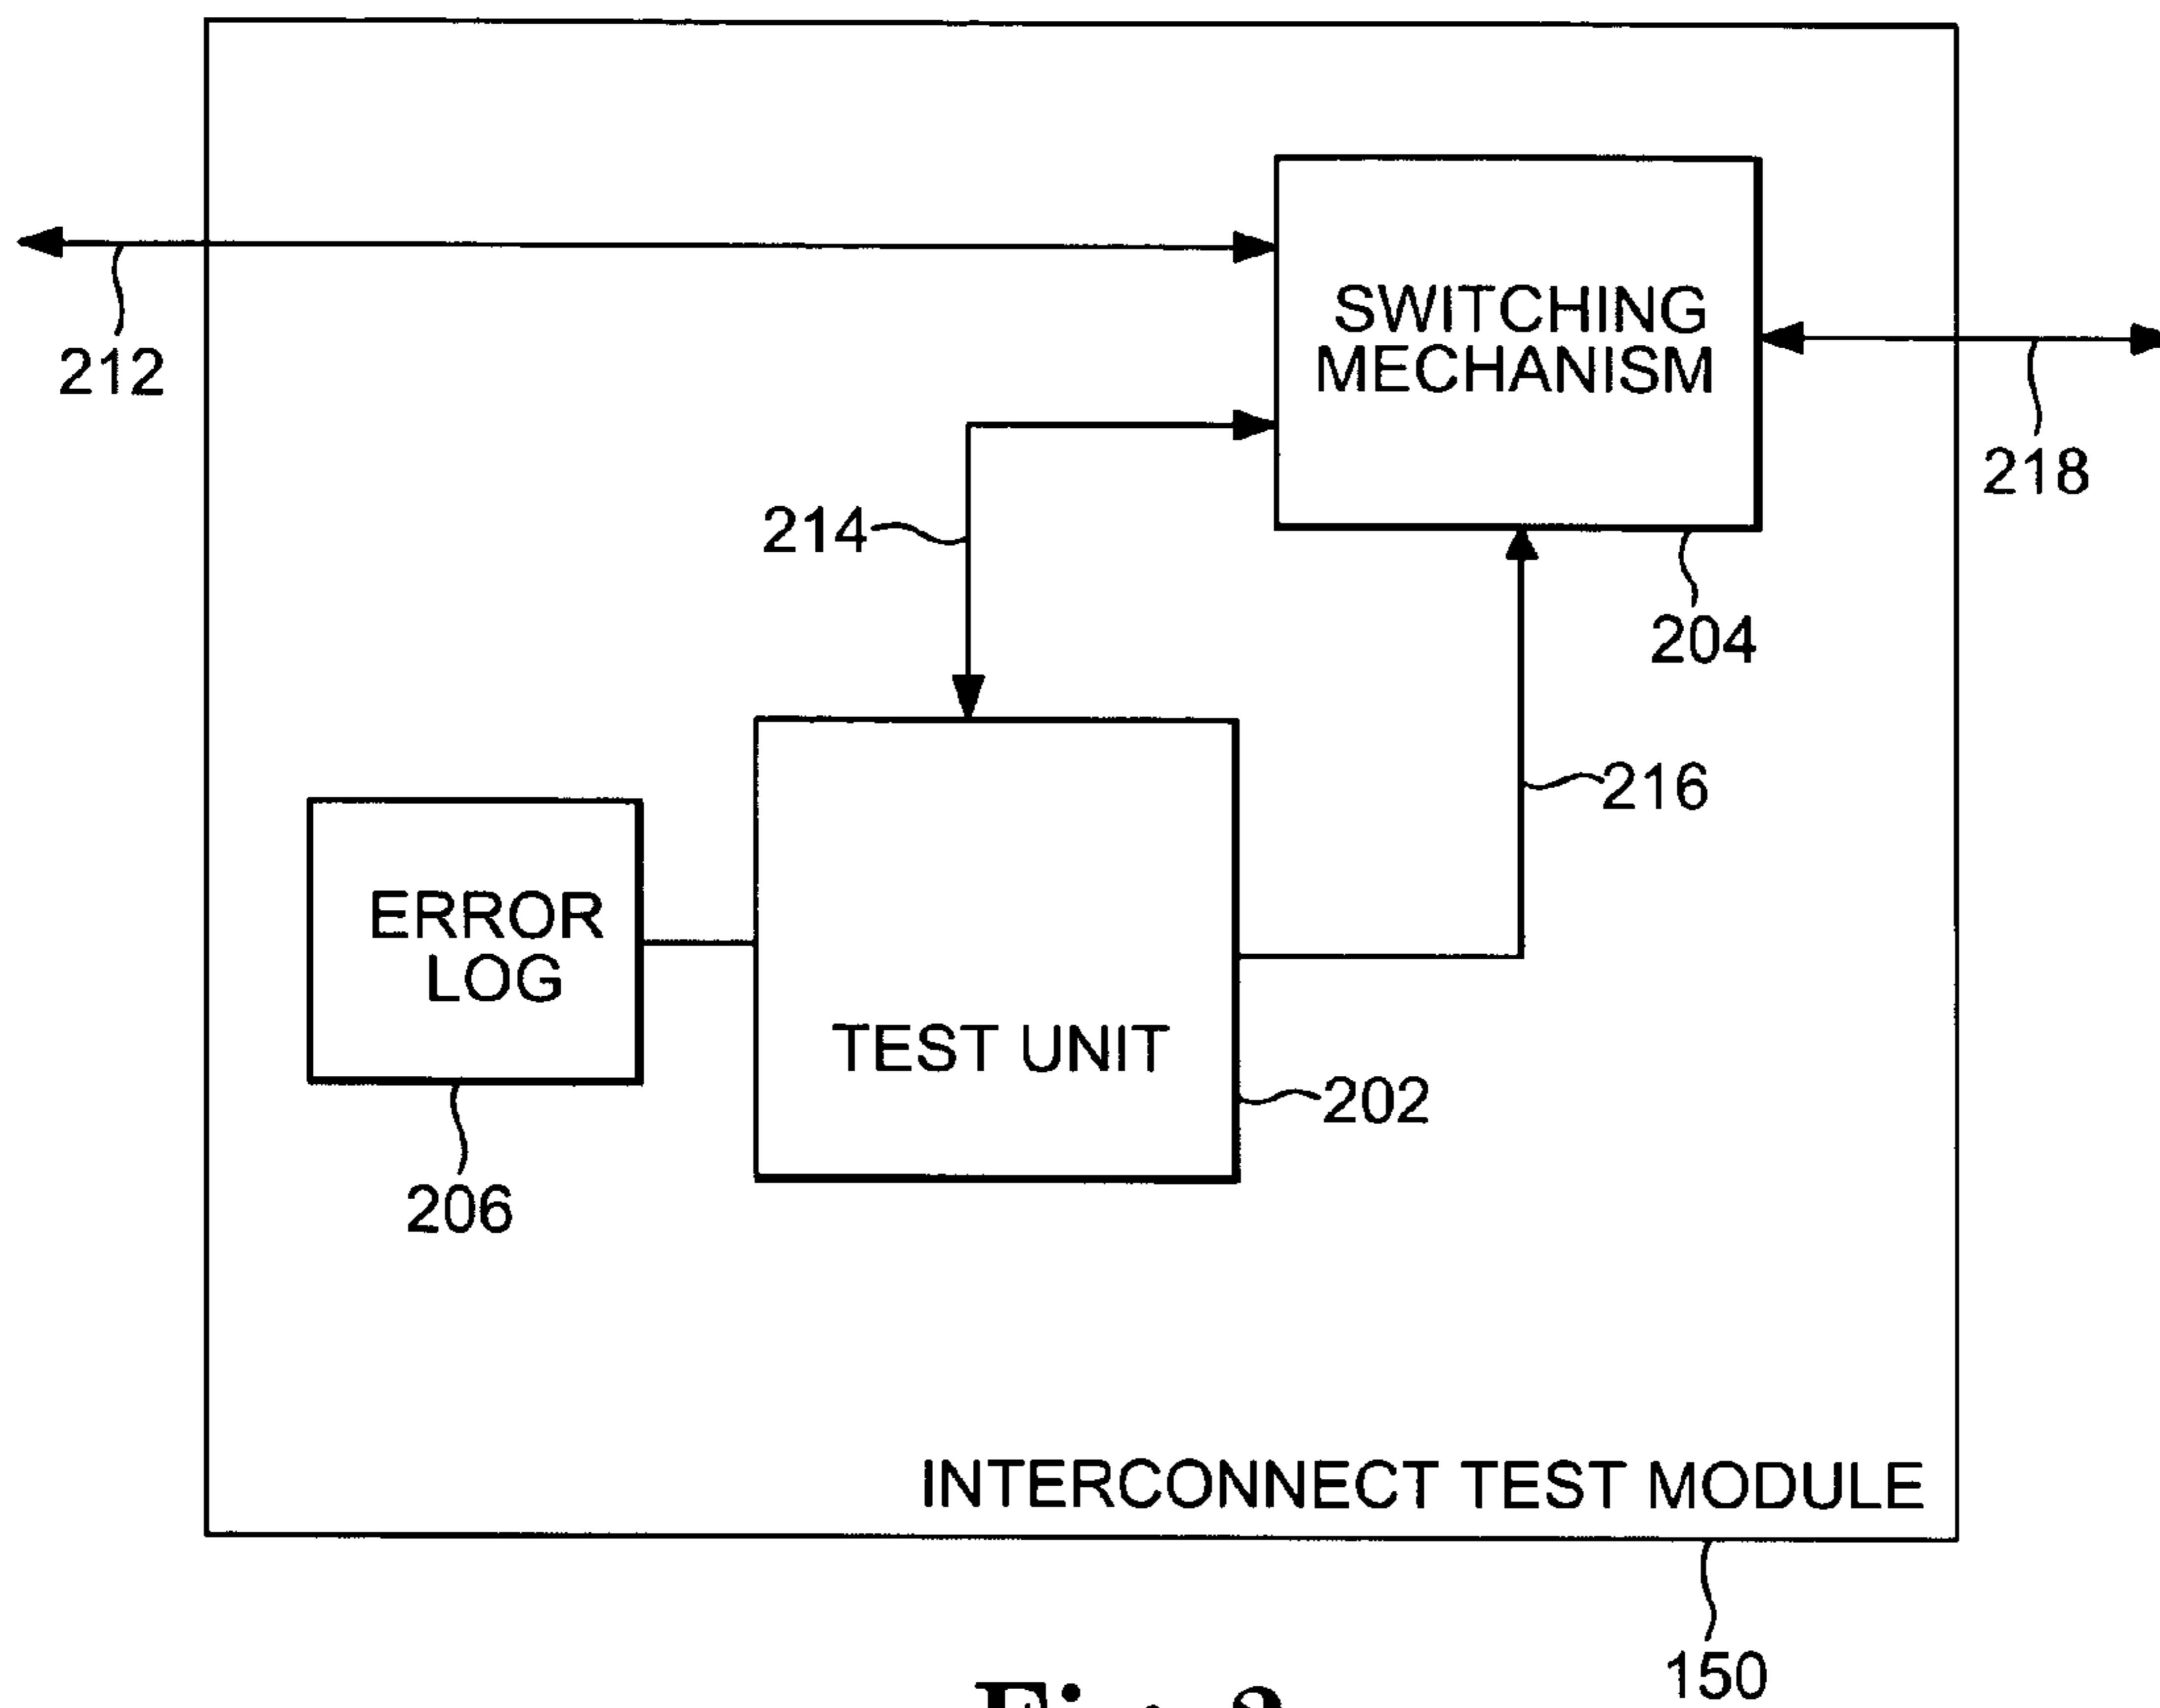 212
SWITCHING
MECHANISM
218
214
204
216
ERROR
LOG
TEST UNIT
202
206
INTERCONNECT TEST MODULE
150